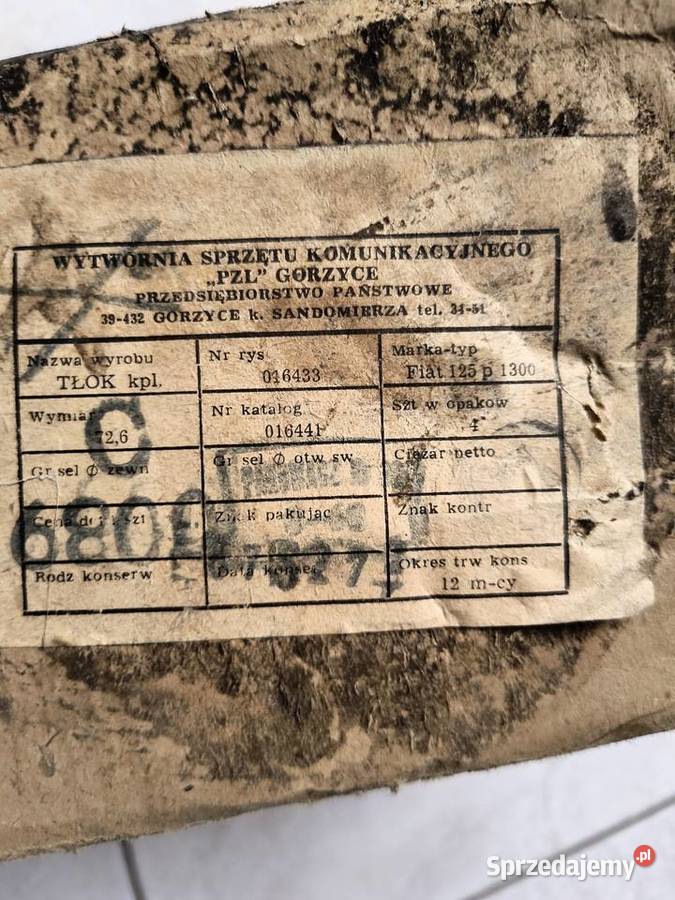 WYTWÓRNIA SPRZĘTU KOMUNIKACYJNEGO
„PZL” GORZYCE
PRZEDSIĘBIORSTWO PAŃSTWOWE
39-432 GORZYCE k. SANDOMIERZA tel. 31-51
Nazwa wyrobu
TŁOK kpl.
Nr rys
016433
Marka-typ
Fiat 125 p 1300
Wymiar
72,6
C
Nr katalog
016441
Szt w opakow
4
Gr sel Ø zewn
Gr sel Ø otw sw
Ciężar netto
Cena det szt
Znak pakując
Znak kontr
Rodz konserw
Data konser
Okres trw kons
12 m-cy
Sprzedajemy.pl